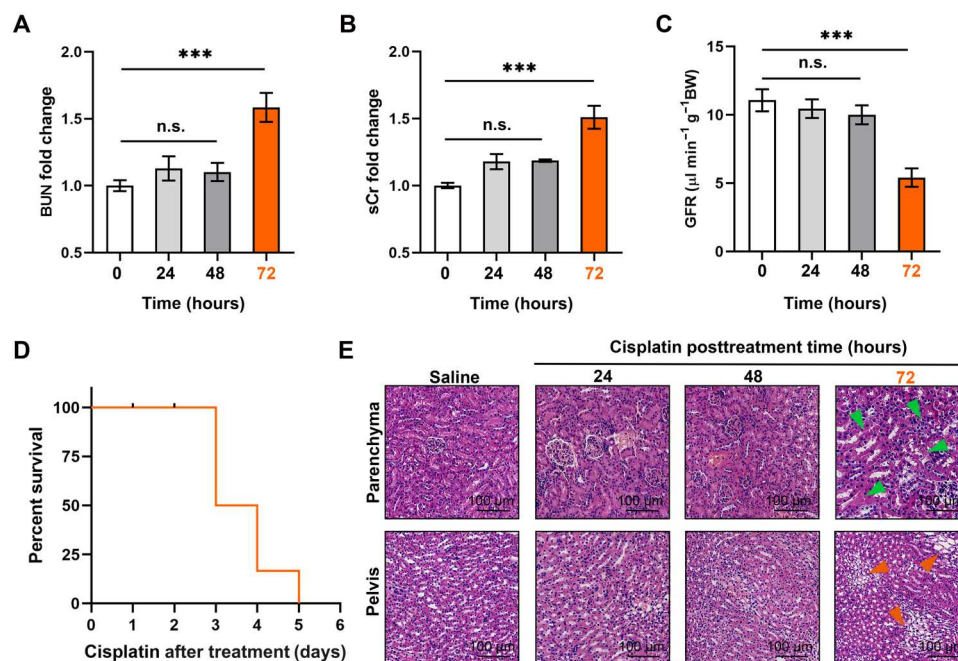 A
BUN fold change
2.0
1.5
1.0
0.5
***
n.s.
0 24 48 72
Time (hours)
B
sCr fold change
2.0
1.5
1.0
0.5
***
n.s.
0 24 48 72
Time (hours)
C
GFR (μl min⁻¹ g⁻¹BW)
15
10
5
0
***
n.s.
0 24 48 72
Time (hours)
D
Percent survival
100
75
50
25
0
0 1 2 3 4 5 6
Cisplatin after treatment (days)
E
Cisplatin posttreatment time (hours)
Saline 24 48 72
Parenchyma
100 μm 100 μm 100 μm 100 μm
Pelvis
100 μm 100 μm 100 μm 100 μm